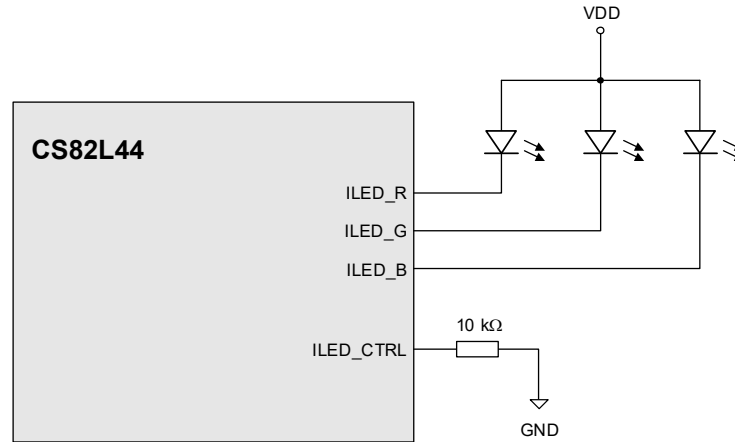 VDD
CS82L44
ILED_R
ILED_G
ILED_B
10 kΩ
ILED_CTRL
GND